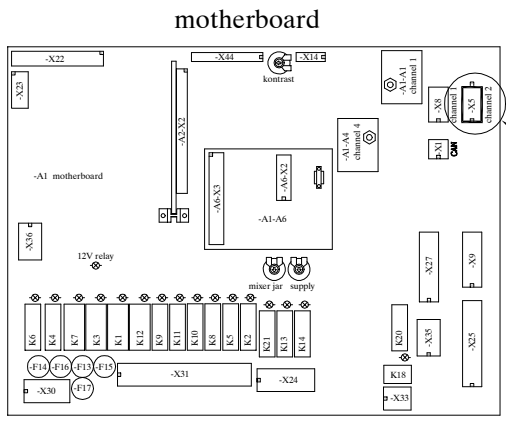 motherboard
-X22
-X44
-X14
kontrast
-X23
-A2-X2
-A1-A1
channel 1
-X8
channel 1
-X5
channel 2
-A1-A4
channel 4
-X1
CAN
-A1 motherboard
-A6-X3
-A6-X2
-A1-A6
-X36
12V relay
mixer jar
supply
-X27
-X9
K6
K4
K7
K3
K1
K12
K9
K11
K10
K8
K5
K2
K21
K13
K14
K20
-X35
-X25
-F14
-F16
-F13
-F15
-F17
-X30
-X31
-X24
K18
-X33